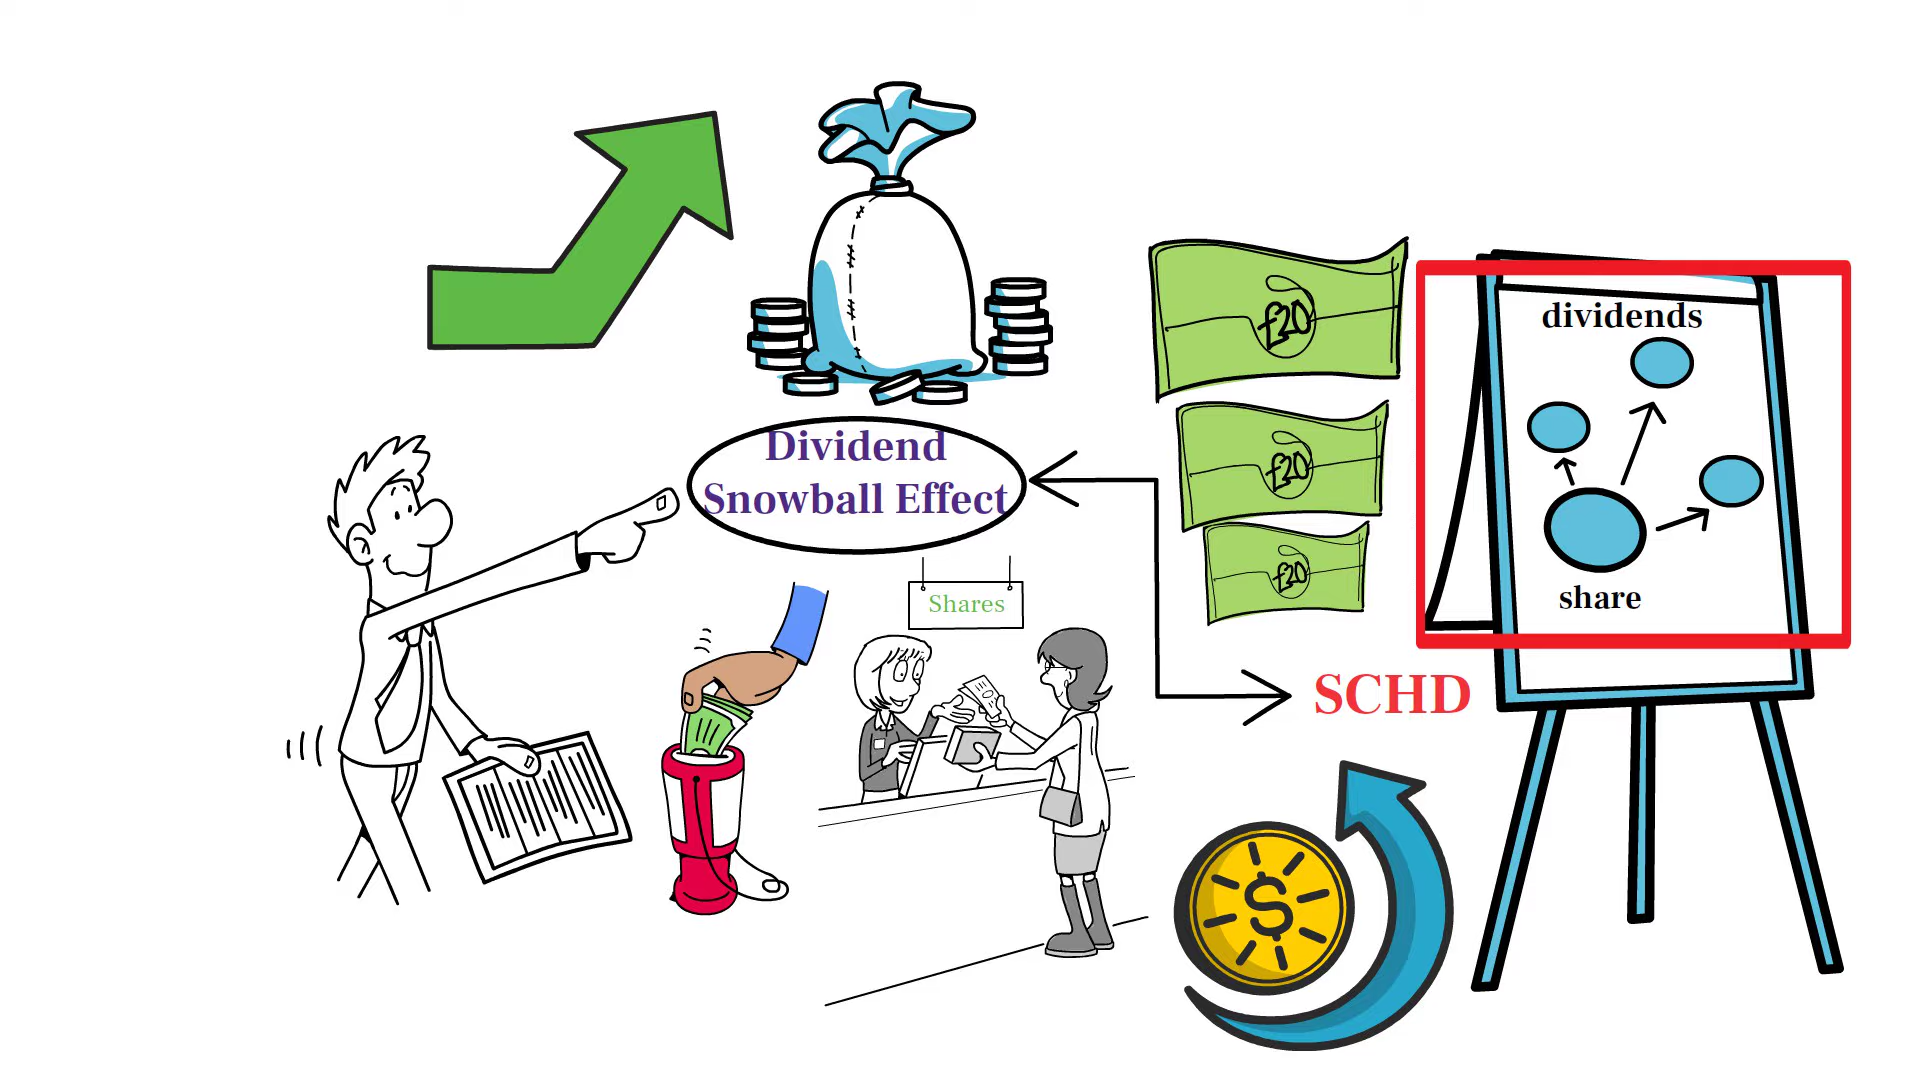 Dividend
Snowball Effect
Shares
£20
£20
£20
dividends
share
SCHD
$